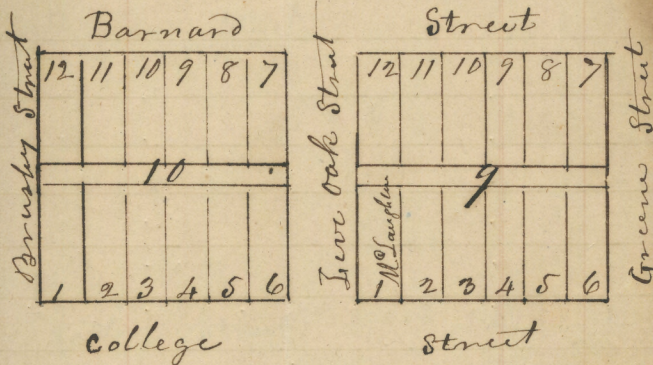 Barnard Street
12 11 10 9 8 7
12 11 10 9 8 7
Brushy Street
10
Live Oak Street
9
Greene Street
McLaughlin
1 2 3 4 5 6
1 2 3 4 5 6
College Street